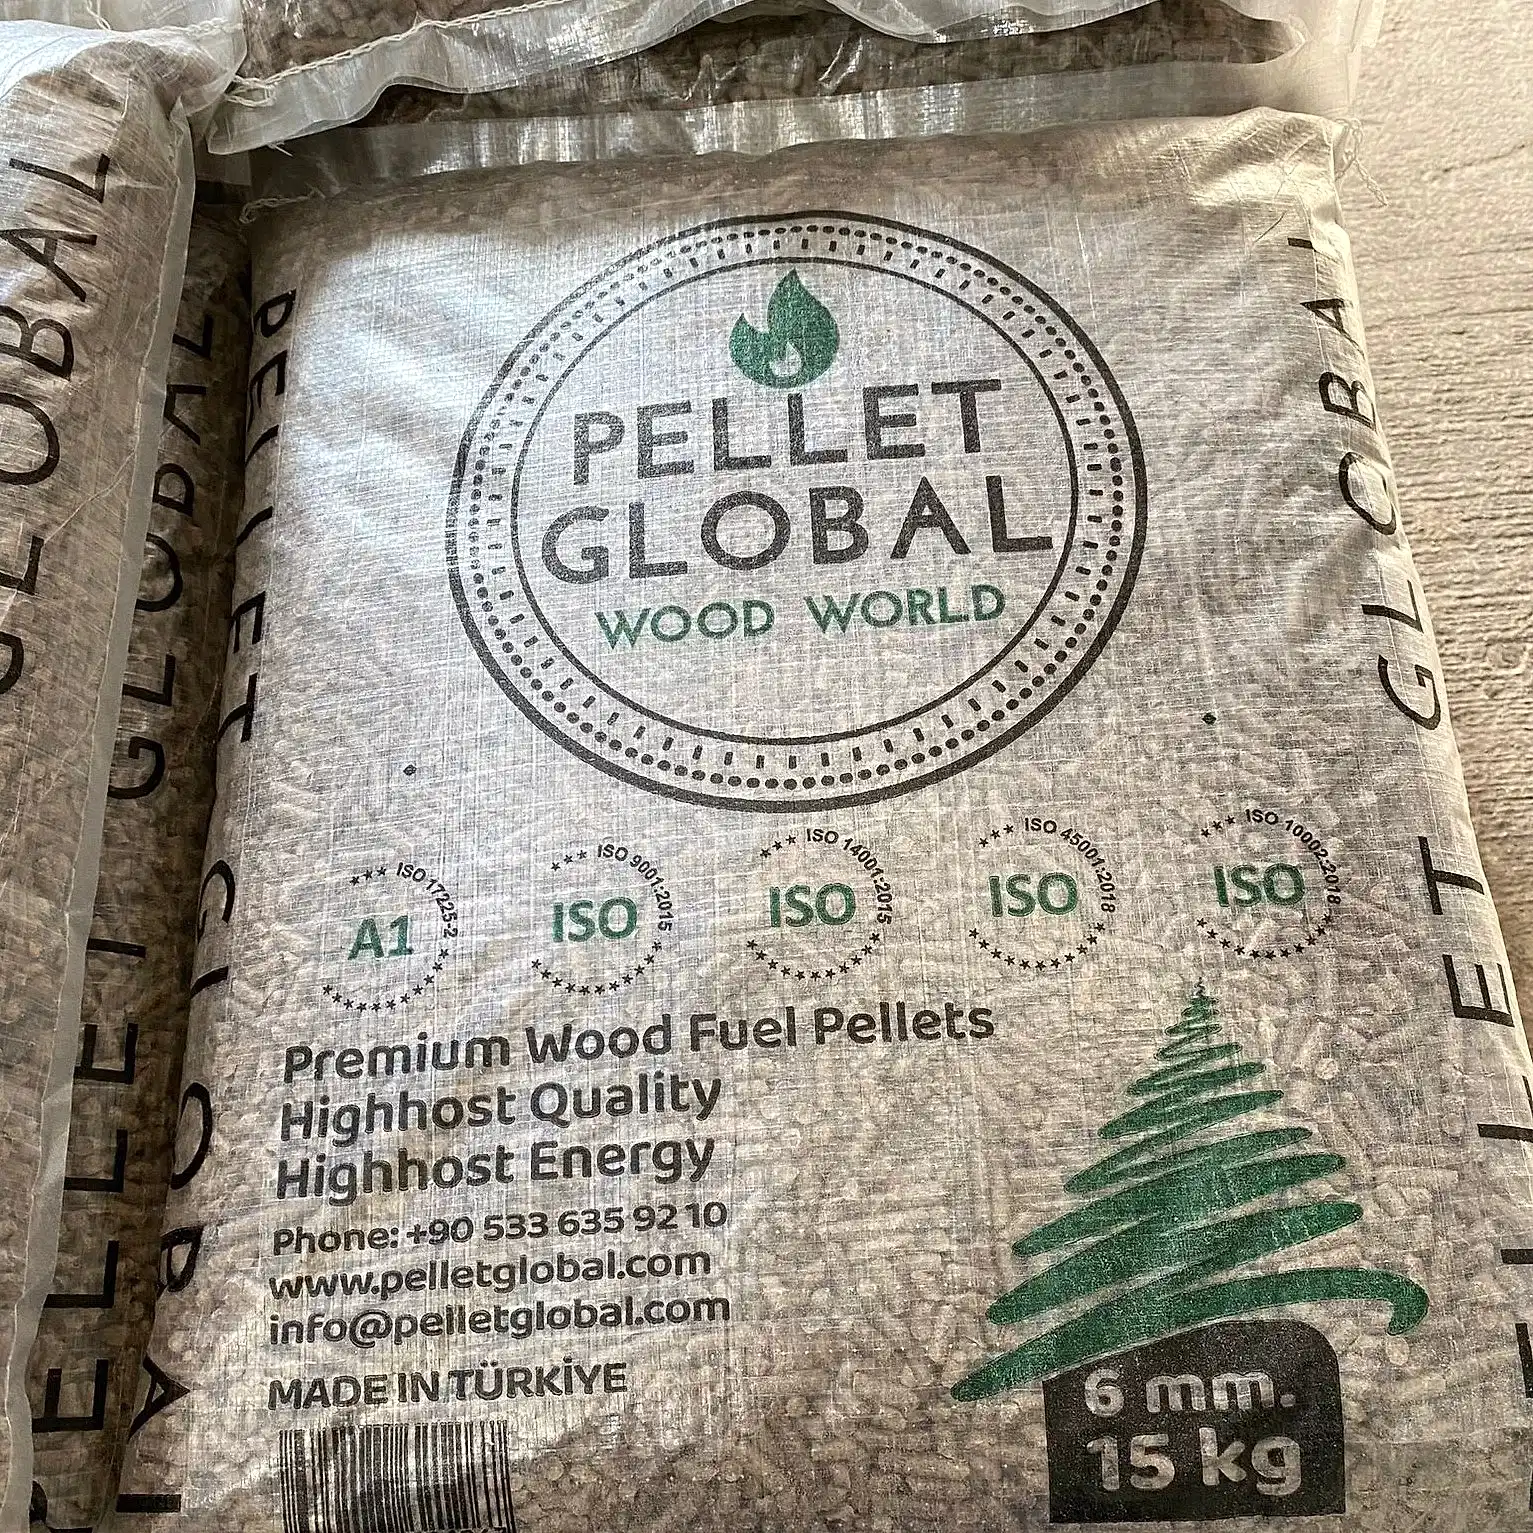 PELLET
GLOBAL
WOOD WORLD
ISO 17225-2
A1
ISO 9001:2015
ISO
ISO 14001:2015
ISO
ISO 45001:2018
ISO
ISO 10002:2018
ISO
Premium Wood Fuel Pellets
Highhost Quality
Highhost Energy
Phone: +90 533 635 92 10
www.pelletglobal.com
info@pelletglobal.com
MADE IN TÜRKİYE
6 mm.
15 kg
PELLET GLOBAL
PELLET GLOBAL
PELLET GLOBAL
GLOBAL